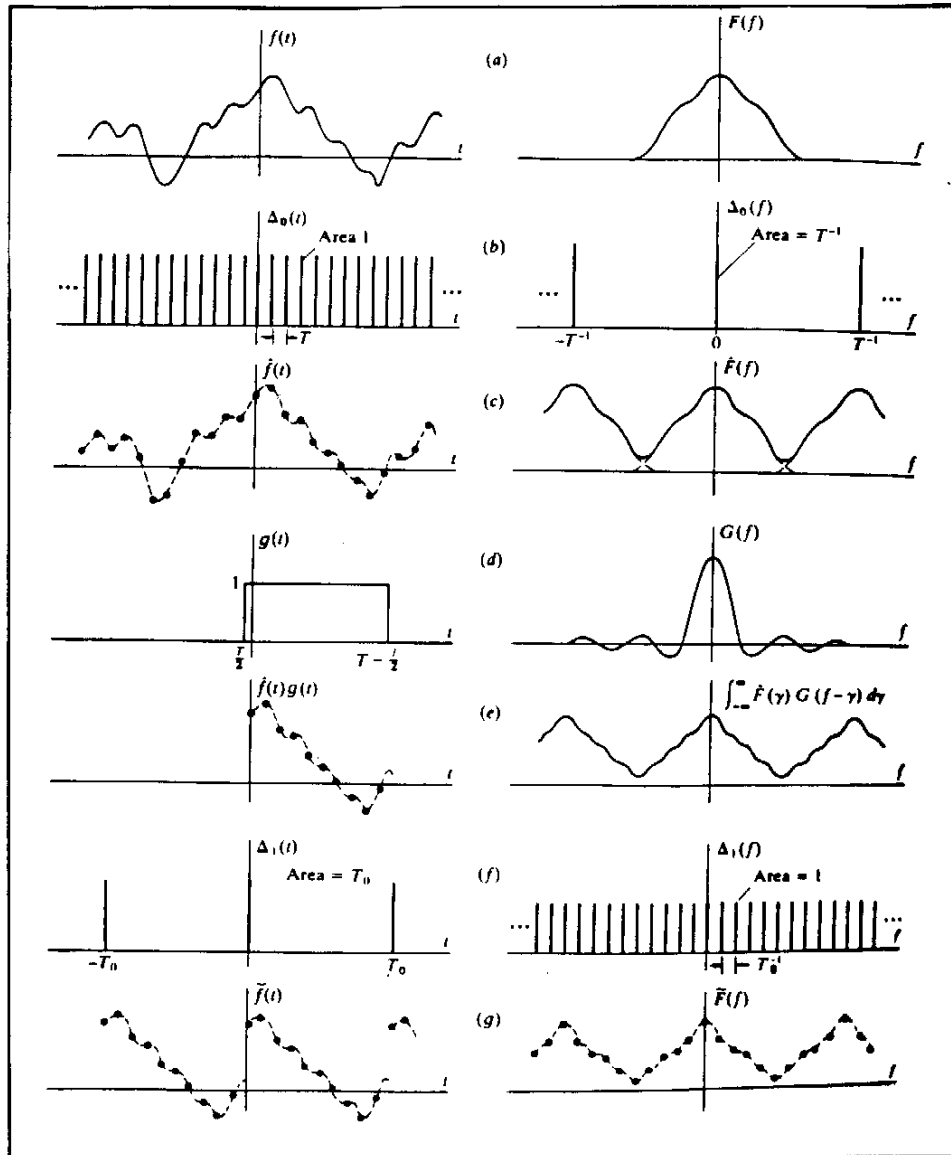 f(t)
F(f)
(a)
t
f
Δ₀(t)
Δ₀(f)
Area 1
(b)
Area = T⁻¹
...
...
...
...
t
f
T
-T⁻¹
0
T⁻¹
f̂(t)
F̂(f)
(c)
t
f
g(t)
G(f)
(d)
1
t
f
T/2
f̂(t)g(t)
∫_{-∞}^{∞} F̂(γ) G(f-γ) dγ
(e)
t
f
Δ₁(t)
Δ₁(f)
Area = T₀
(f)
Area = 1
...
...
t
f
-T₀
T₀
T₀⁻¹
f̃(t)
F̃(f)
(g)
t
f